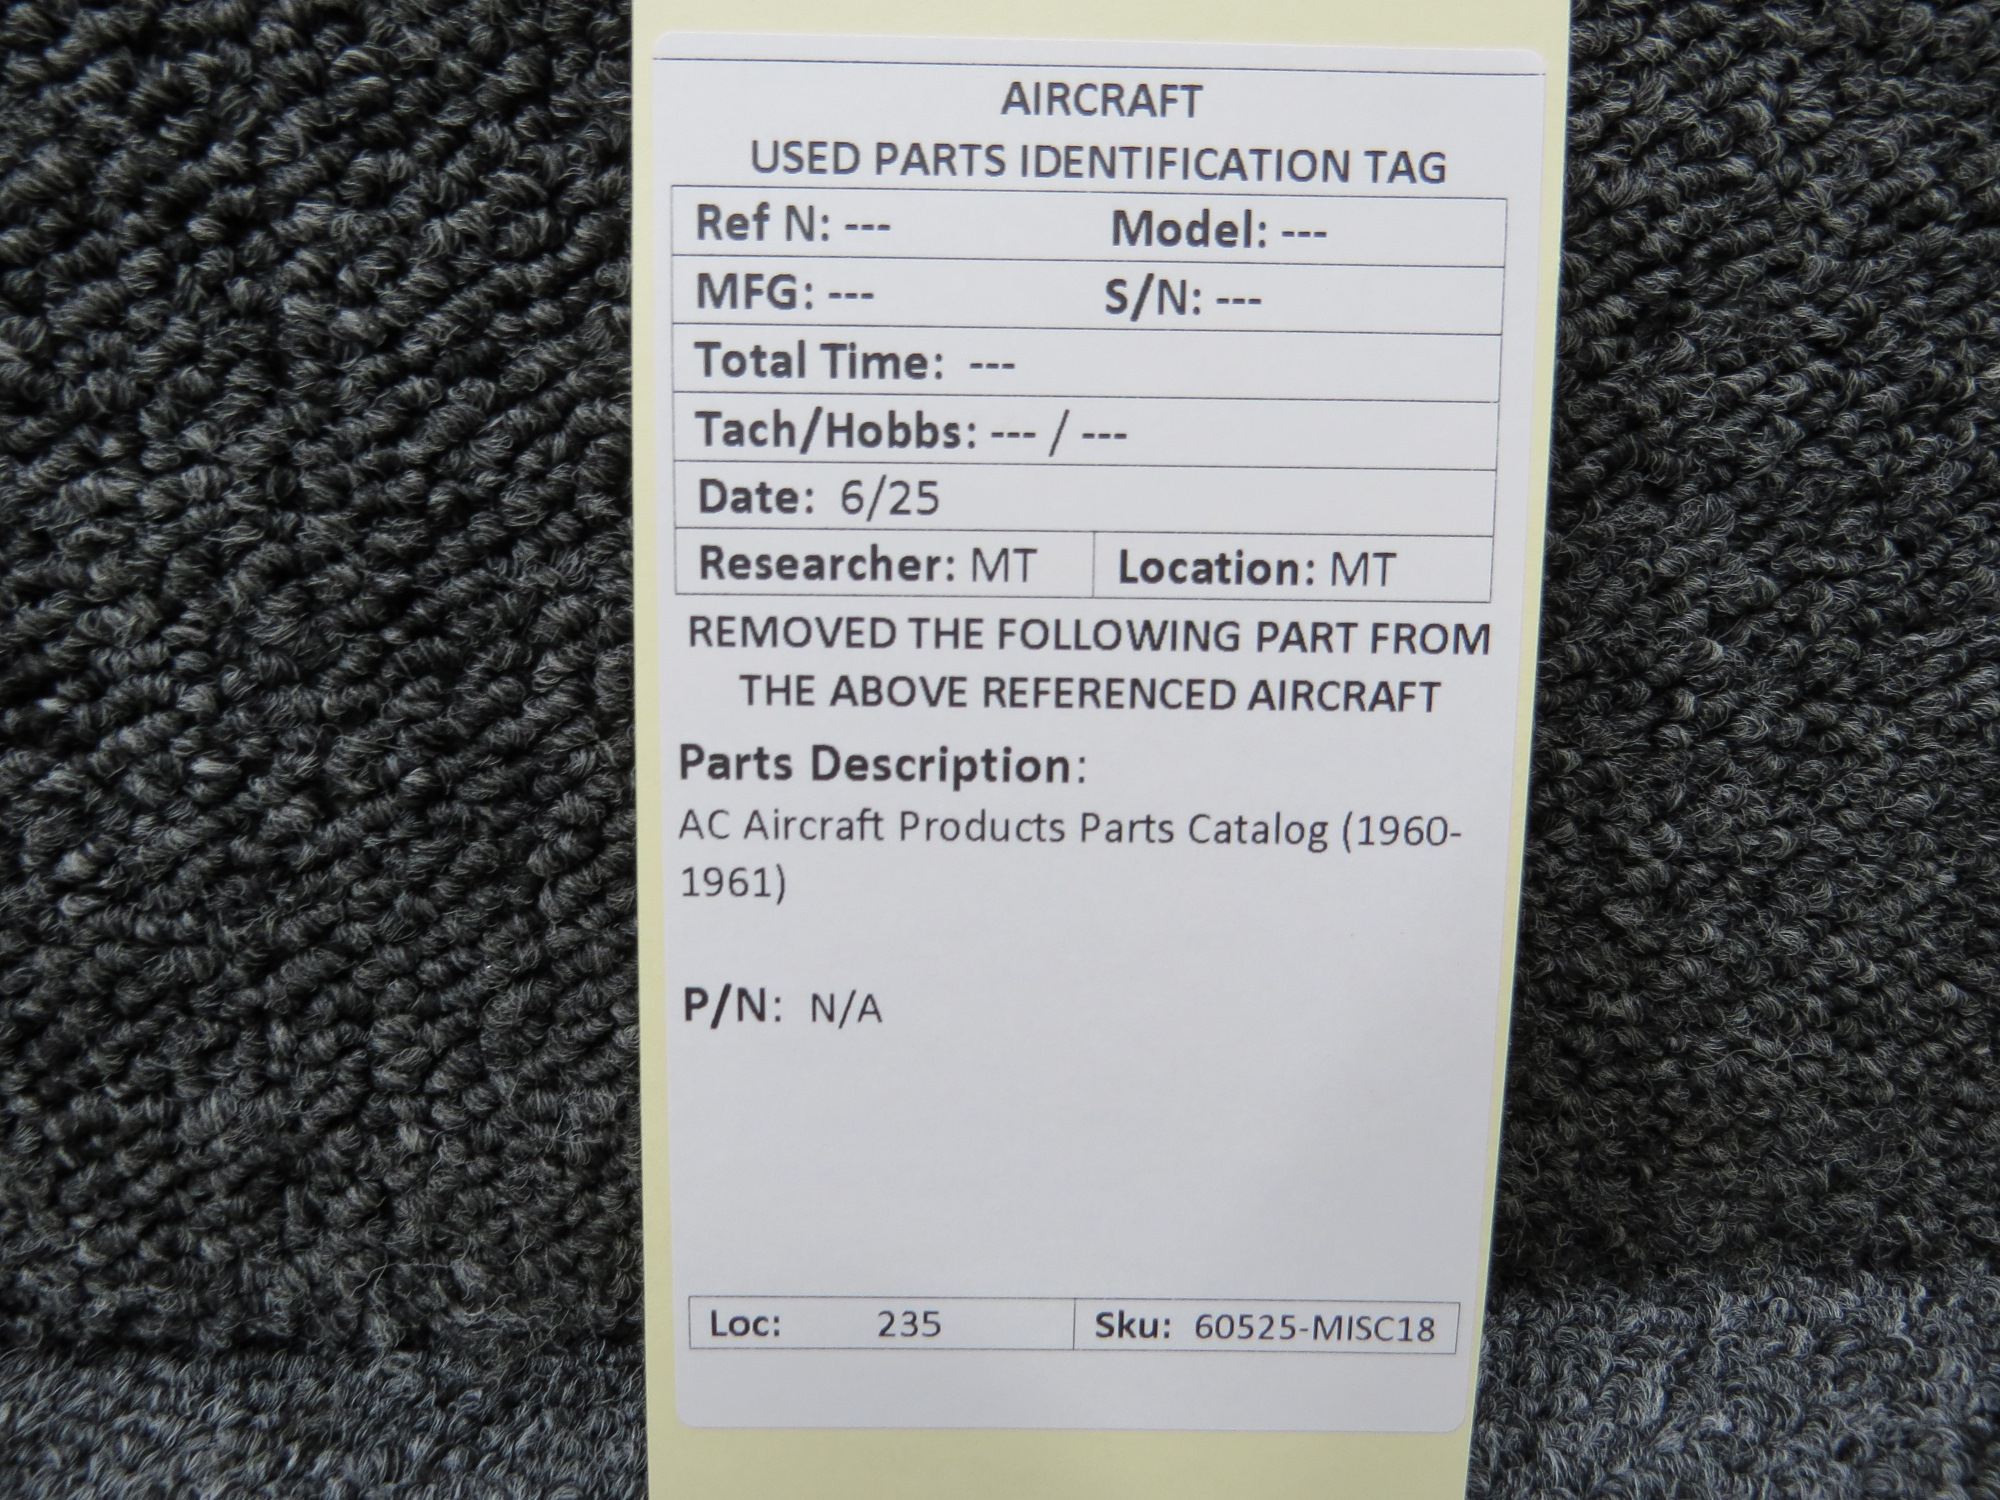 AIRCRAFT
USED PARTS IDENTIFICATION TAG
Ref N: --- Model: ---
MFG: --- S/N: ---
Total Time: ---
Tach/Hobbs: --- / ---
Date: 6/25
Researcher: MT Location: MT
REMOVED THE FOLLOWING PART FROM
THE ABOVE REFERENCED AIRCRAFT
Parts Description:
AC Aircraft Products Parts Catalog (1960-
1961)
P/N: N/A
Loc: 235 Sku: 60525-MISC18